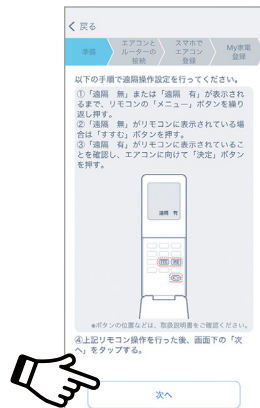 戻る
準備
エアコンと
ルーターの
接続
スマホで
エアコン
登録
My家電
登録
以下の手順で遠隔操作設定を行ってください。
①「遠隔　無」または「遠隔　有」が表示され
るまで、リモコンの「メニュー」ボタンを繰り
返し押す。
②「遠隔　無」がリモコンに表示されている場
合は「すすむ」ボタンを押す。
③「遠隔　有」がリモコンに表示されているこ
とを確認し、エアコンに向けて「決定」ボタン
を押す。
遠隔　有
※ボタンの位置などは、取扱説明書をご確認ください。
④上記リモコン操作を行った後、画面下の「次
へ」をタップする。
次へ